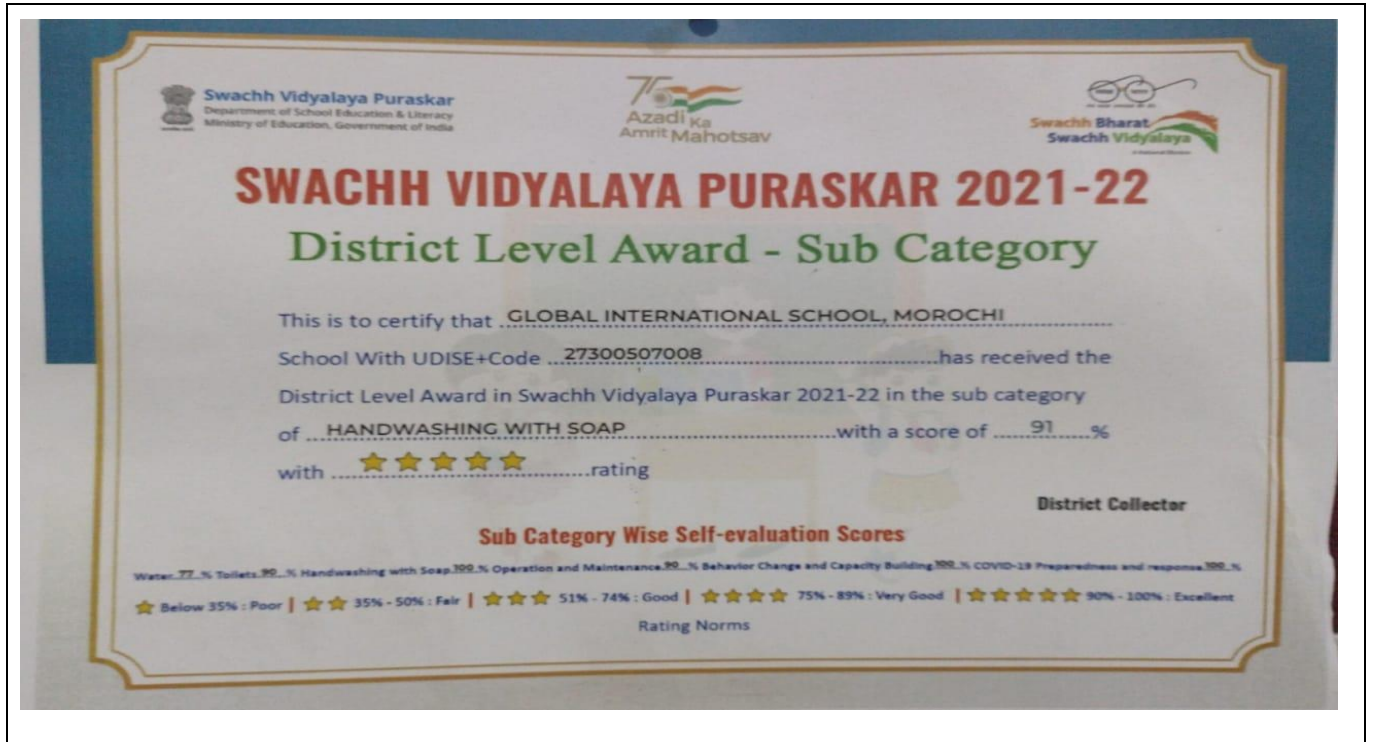 Swachh Vidyalaya Puraskar
Department of School Education & Literacy
Ministry of Education, Government of India
75
Azadi Ka
Amrit Mahotsav
Swachh Bharat
Swachh Vidyalaya
SWACHH VIDYALAYA PURASKAR 2021-22
District Level Award - Sub Category
This is to certify that GLOBAL INTERNATIONAL SCHOOL, MOROCHI
School With UDISE+Code 27300507008 has received the
District Level Award in Swachh Vidyalaya Puraskar 2021-22 in the sub category
of HANDWASHING WITH SOAP with a score of 91 %
with ★★★★★ rating
District Collector
Sub Category Wise Self-evaluation Scores
Water 77 % Toilets 90 % Handwashing with Soap 100 % Operation and Maintenance 90 % Behavior Change and Capacity Building 100 % COVID-19 Preparedness and response 100 %
★ Below 35% : Poor | ★★ 35% - 50% : Fair | ★★★ 51% - 74% : Good | ★★★★ 75% - 89% : Very Good | ★★★★★ 90% - 100% : Excellent
Rating Norms